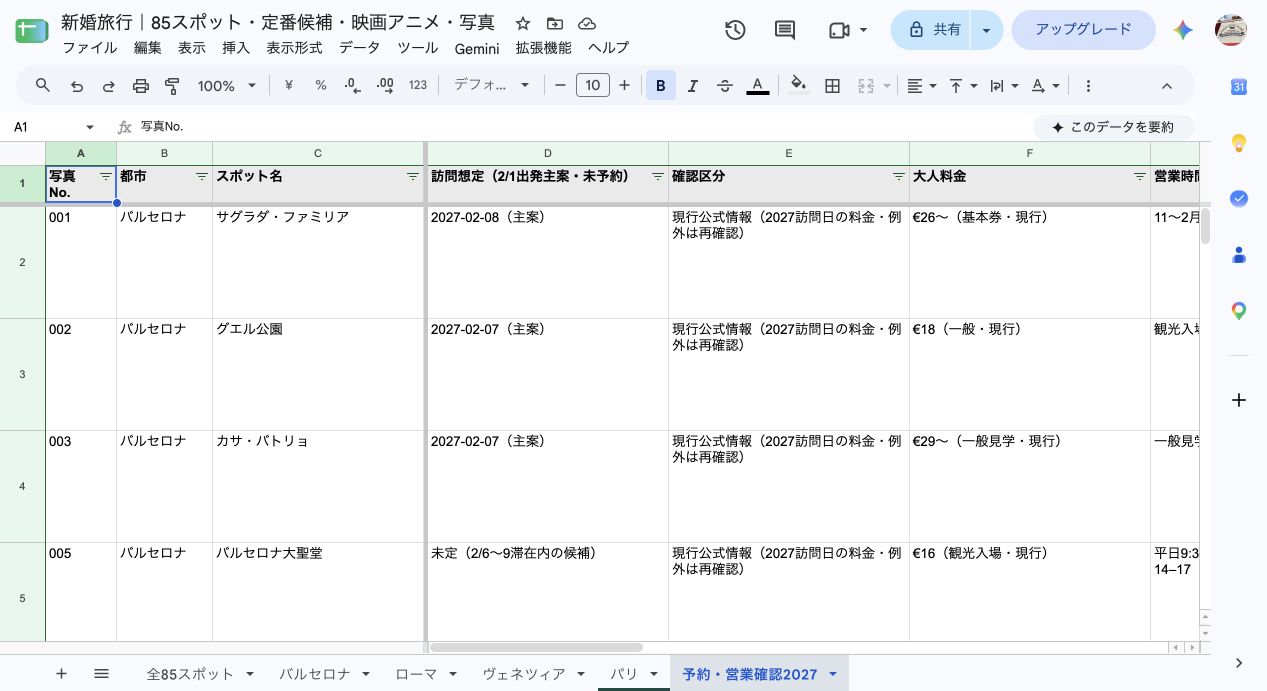 新婚旅行｜85スポット・定番候補・映画アニメ・写真
ファイル 編集 表示 挿入 表示形式 データ ツール Gemini 拡張機能 ヘルプ
共有
アップグレード
100% ¥ % .0 .00 123 デフォ... 10 B I A
31
A1 fx 写真No.
このデータを要約
A B C D E F
1 写真No. 都市 スポット名 訪問想定（2/1出発主案・未予約） 確認区分 大人料金 営業時間
2 001 バルセロナ サグラダ・ファミリア 2027-02-08（主案） 現行公式情報（2027訪問日の料金・例外は再確認） €26〜（基本券・現行） 11〜2月
3 002 バルセロナ グエル公園 2027-02-07（主案） 現行公式情報（2027訪問日の料金・例外は再確認） €18（一般・現行） 観光入場
4 003 バルセロナ カサ・バトリョ 2027-02-07（主案） 現行公式情報（2027訪問日の料金・例外は再確認） €29〜（一般見学・現行） 一般見学
5 005 バルセロナ バルセロナ大聖堂 未定（2/6〜9滞在内の候補） 現行公式情報（2027訪問日の料金・例外は再確認） €16（観光入場・現行） 平日9:3
14–17
全85スポット バルセロナ ローマ ヴェネツィア パリ 予約・営業確認2027